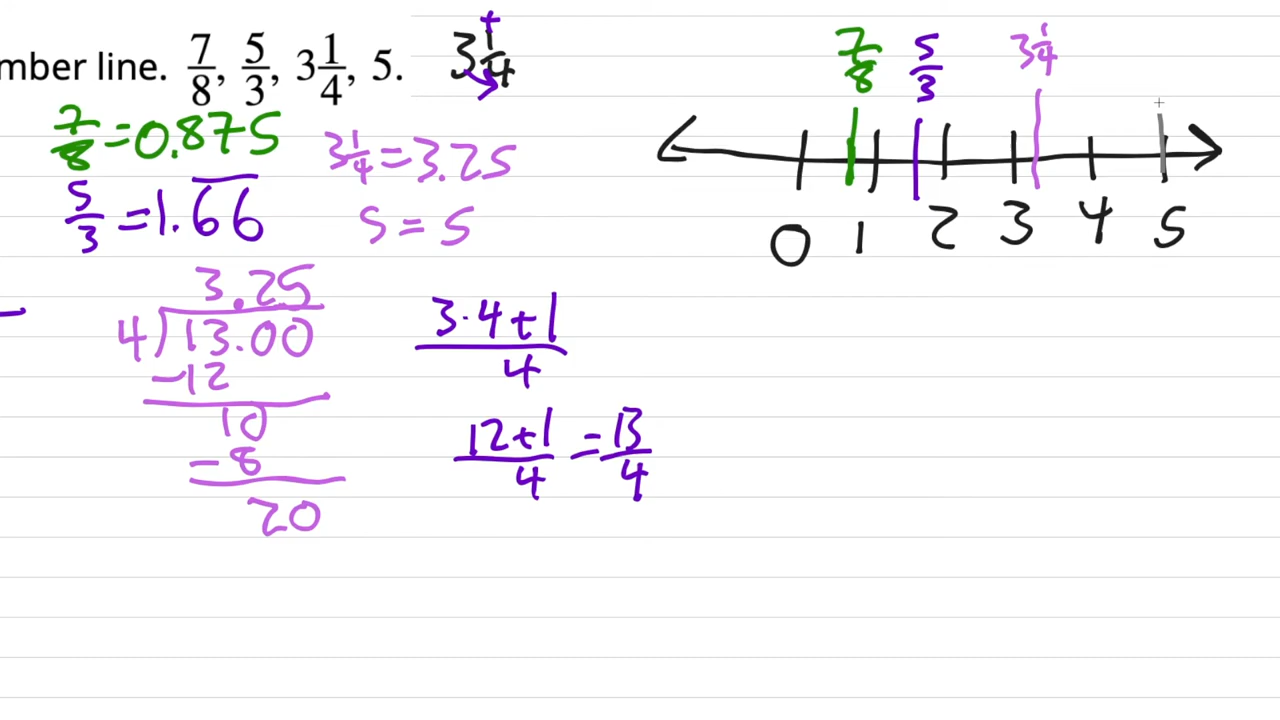 mber line. 7/8, 5/3, 3 1/4, 5.
3 1/4
+
7/8 = 0.875
3 1/4 = 3.25
5/3 = 1.66
5 = 5
3.25
4 13.00
-12
10
-8
20
3·4+1
4
12+1
4
= 13/4
7/8 5/3 3 1/4
0 1 2 3 4 5